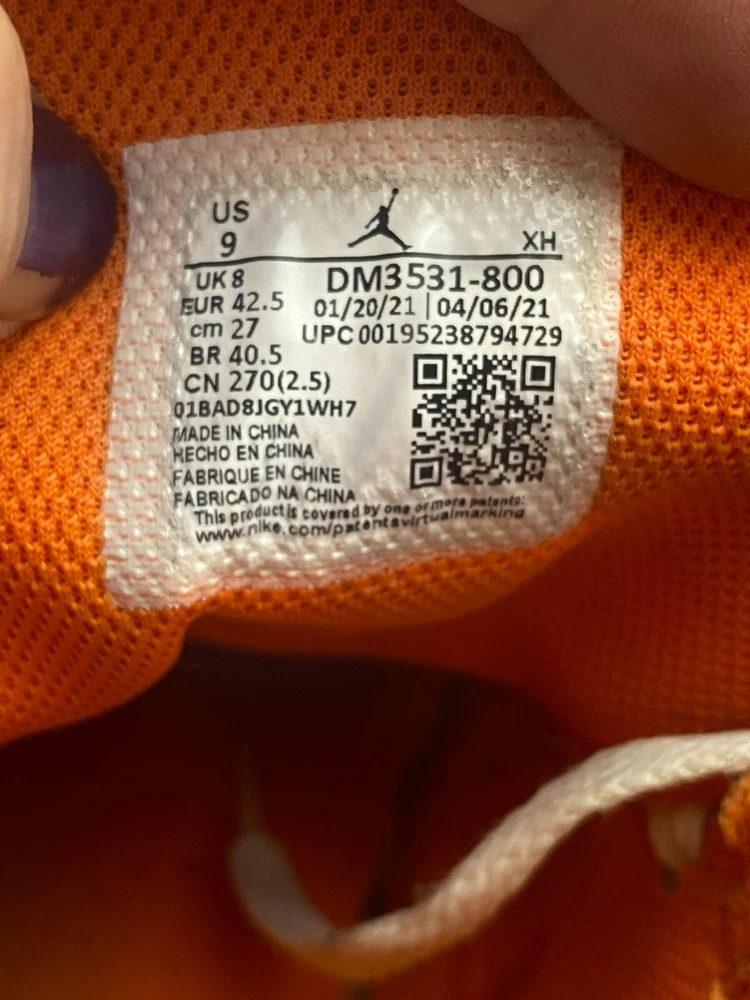 US
9
XH
UK 8
EUR 42.5
cm 27
BR 40.5
CN 270(2.5)
DM3531-800
01/20/21 | 04/06/21
UPC 00195238794729
01BAD8JGY1WH7
MADE IN CHINA
HECHO EN CHINA
FABRIQUE EN CHINE
FABRICADO NA CHINA
This product is covered by one or more patents:
www.nike.com/patentsvirtualmarking